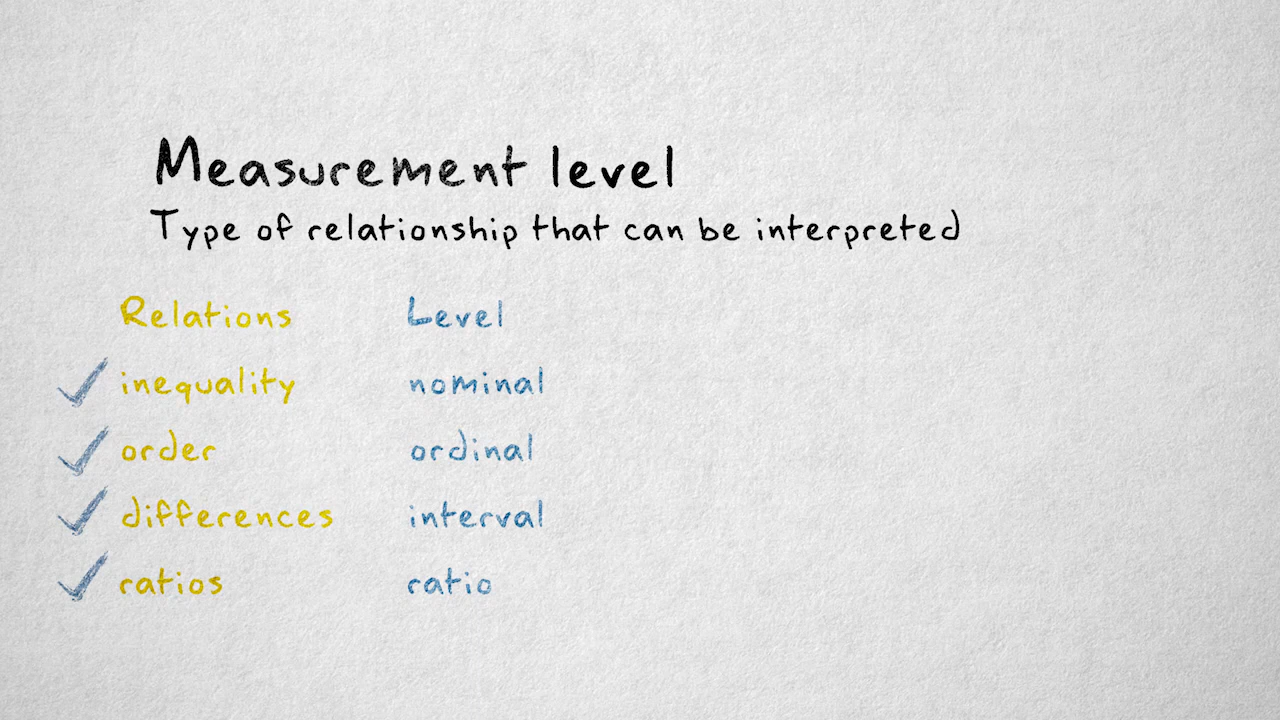 Measurement level
Type of relationship that can be interpreted
Relations Level
inequality nominal
order ordinal
differences interval
ratios ratio